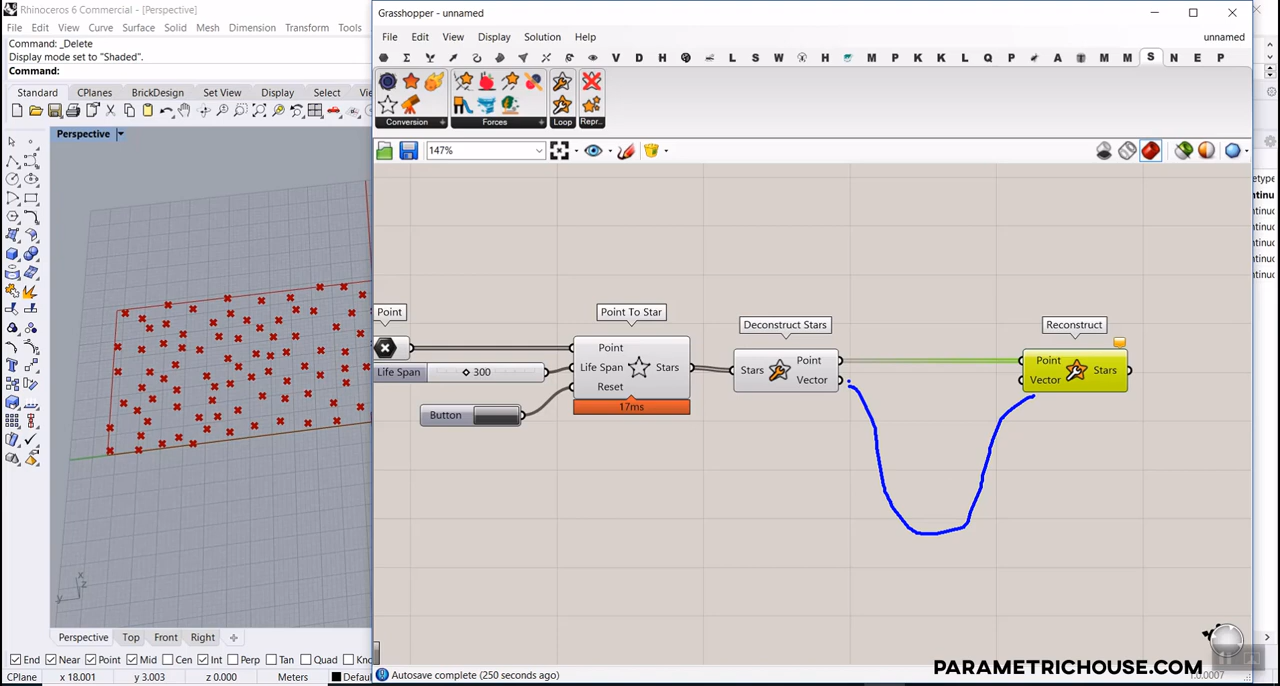 Rhinoceros 6 Commercial - [Perspective]
File Edit View Curve Surface Solid Mesh Dimension Transform Tools
Command: _Delete
Display mode set to "Shaded".
Command:
Standard CPlanes BrickDesign Set View Display Select
Perspective
Perspective Top Front Right
End Near Point Mid Cen Int Perp Tan Quad
CPlane x 18.001 y 3.003 z 0.000 Meters
Grasshopper - unnamed
File Edit View Display Solution Help
unnamed
V D H L S W H M P K K L Q P A M M S N E P
Conversion Forces Loop Repr..
147%
Point
Point To Star
Deconstruct Stars
Reconstruct
Point
Life Span
Reset
Stars
Life Span 300
Button
17ms
Stars
Point
Vector
Point
Vector
Stars
Autosave complete (250 seconds ago)
PARAMETRICHOUSE.COM
1.0.0007
x
y
z